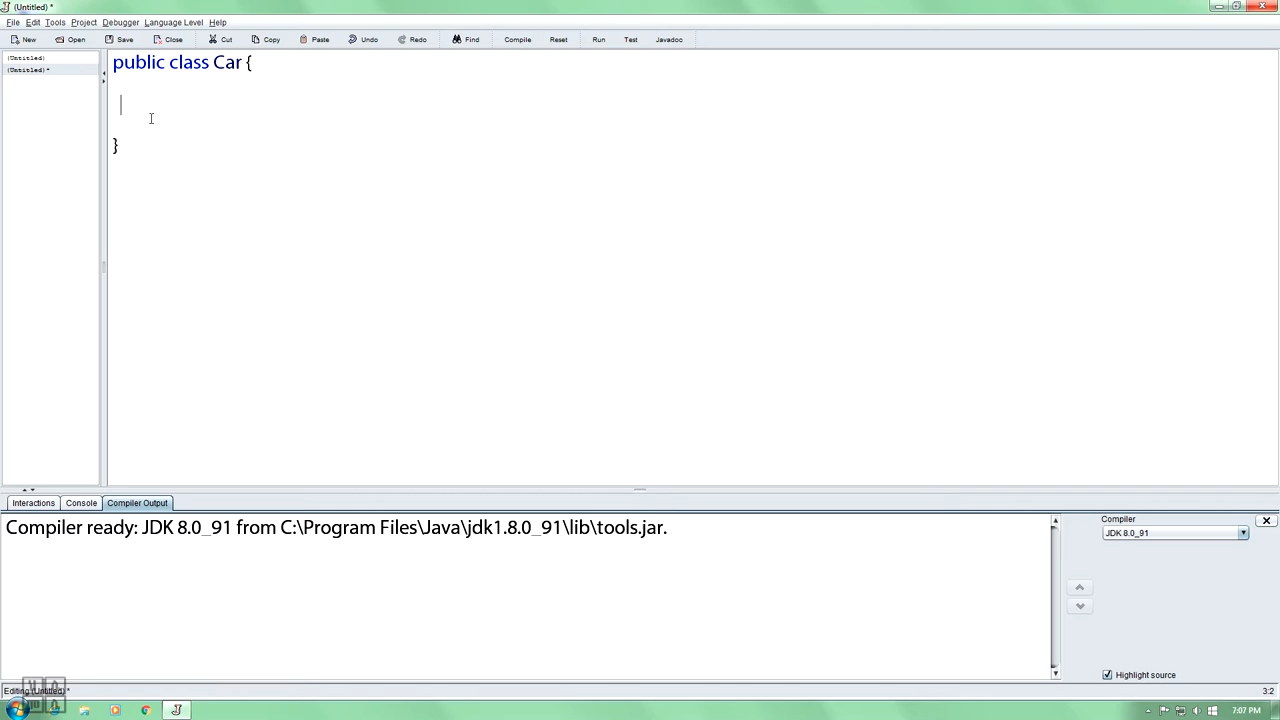 (Untitled) *
File Edit Tools Project Debugger Language Level Help
New Open Save Close Cut Copy Paste Undo Redo Find Compile Reset Run Test Javadoc
(Untitled)
(Untitled) *
public class Car {
}
Interactions Console Compiler Output
Compiler ready: JDK 8.0_91 from C:\Program Files\Java\jdk1.8.0_91\lib\tools.jar.
Compiler
JDK 8.0_91
Highlight source
Editing (Untitled) *
3:2
7:07 PM